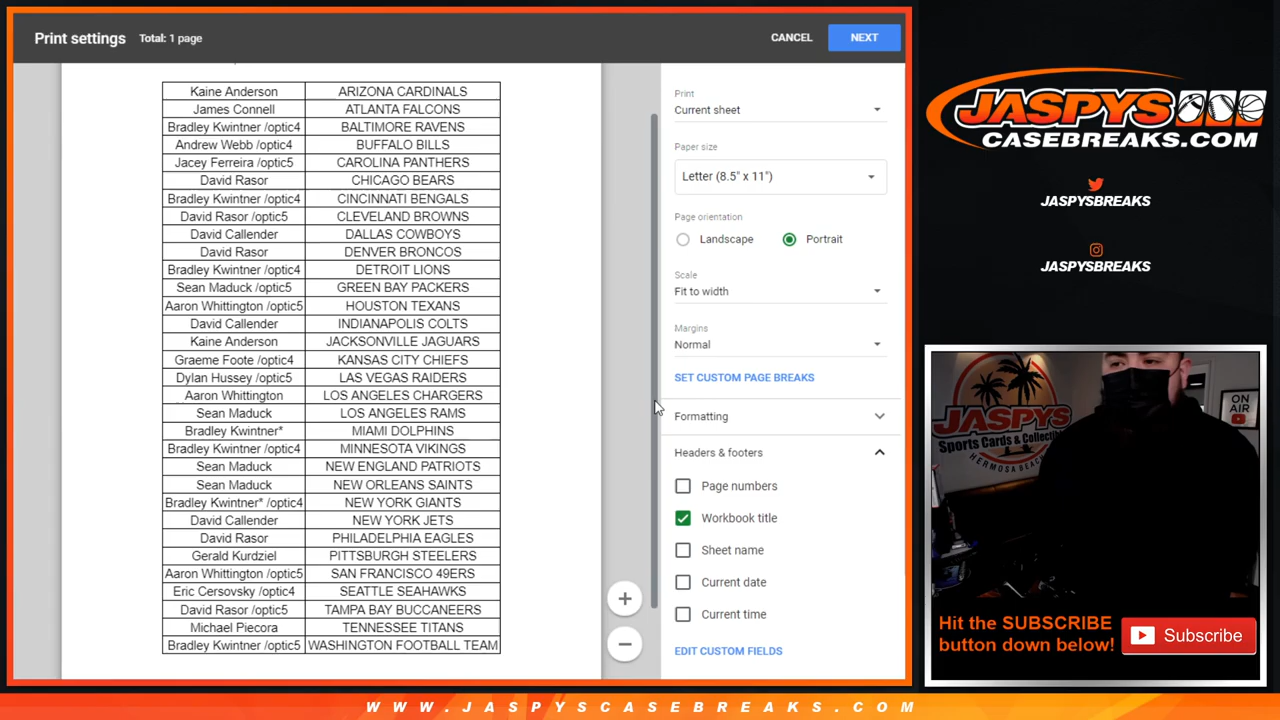 Print settings Total: 1 page CANCEL NEXT
Kaine Anderson ARIZONA CARDINALS
James Connell ATLANTA FALCONS
Bradley Kwintner /optic4 BALTIMORE RAVENS
Andrew Webb /optic4 BUFFALO BILLS
Jacey Ferreira /optic5 CAROLINA PANTHERS
David Rasor CHICAGO BEARS
Bradley Kwintner /optic4 CINCINNATI BENGALS
David Rasor /optic5 CLEVELAND BROWNS
David Callender DALLAS COWBOYS
David Rasor DENVER BRONCOS
Bradley Kwintner /optic4 DETROIT LIONS
Sean Maduck /optic5 GREEN BAY PACKERS
Aaron Whittington /optic5 HOUSTON TEXANS
David Callender INDIANAPOLIS COLTS
Kaine Anderson JACKSONVILLE JAGUARS
Graeme Foote /optic4 KANSAS CITY CHIEFS
Dylan Hussey /optic5 LAS VEGAS RAIDERS
Aaron Whittington LOS ANGELES CHARGERS
Sean Maduck LOS ANGELES RAMS
Bradley Kwintner* MIAMI DOLPHINS
Bradley Kwintner /optic4 MINNESOTA VIKINGS
Sean Maduck NEW ENGLAND PATRIOTS
Sean Maduck NEW ORLEANS SAINTS
Bradley Kwintner* /optic4 NEW YORK GIANTS
David Callender NEW YORK JETS
David Rasor PHILADELPHIA EAGLES
Gerald Kurdziel PITTSBURGH STEELERS
Aaron Whittington /optic5 SAN FRANCISCO 49ERS
Eric Cersovsky /optic4 SEATTLE SEAHAWKS
David Rasor /optic5 TAMPA BAY BUCCANEERS
Michael Piecora TENNESSEE TITANS
Bradley Kwintner /optic5 WASHINGTON FOOTBALL TEAM
Print
Current sheet
Paper size
Letter (8.5" x 11")
Page orientation
Landscape Portrait
Scale
Fit to width
Margins
Normal
SET CUSTOM PAGE BREAKS
Formatting
Headers & footers
Page numbers
Workbook title
Sheet name
Current date
Current time
EDIT CUSTOM FIELDS
JASPYS
CASEBREAKS.COM
JASPYSBREAKS
JASPYSBREAKS
JASPYS
Sports Cards & Collectibles
HERMOSA BEACH
ON
AIR
Hit the SUBSCRIBE
button down below!
Subscribe
WWW.JASPYSCASEBREAKS.COM